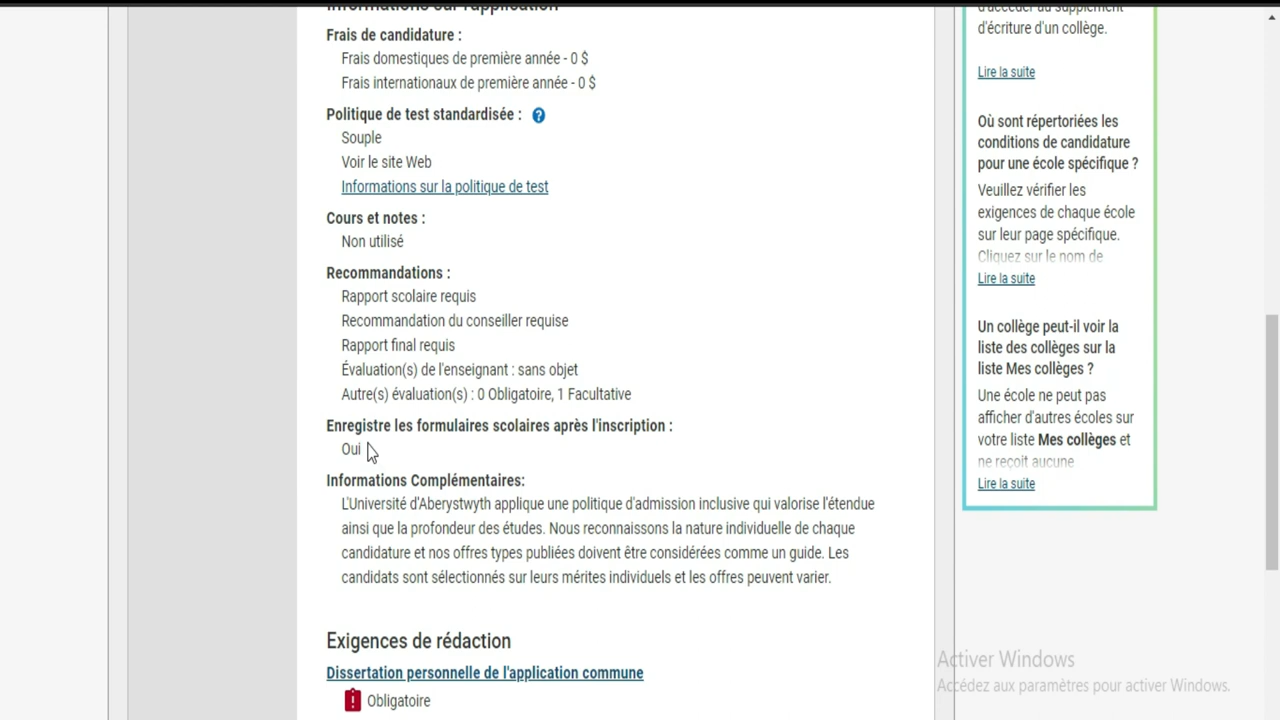 Informations sur l'application
Frais de candidature :
Frais domestiques de première année - 0 $
Frais internationaux de première année - 0 $
Politique de test standardisée : ?
Souple
Voir le site Web
Informations sur la politique de test
Cours et notes :
Non utilisé
Recommandations :
Rapport scolaire requis
Recommandation du conseiller requise
Rapport final requis
Évaluation(s) de l'enseignant : sans objet
Autre(s) évaluation(s) : 0 Obligatoire, 1 Facultative
Enregistre les formulaires scolaires après l'inscription :
Oui
Informations Complémentaires:
L'Université d'Aberystwyth applique une politique d'admission inclusive qui valorise l'étendue
ainsi que la profondeur des études. Nous reconnaissons la nature individuelle de chaque
candidature et nos offres types publiées doivent être considérées comme un guide. Les
candidats sont sélectionnés sur leurs mérites individuels et les offres peuvent varier.
Exigences de rédaction
Dissertation personnelle de l'application commune
! Obligatoire
d'accéder au supplément
d'écriture d'un collège.
Lire la suite
Où sont répertoriées les
conditions de candidature
pour une école spécifique ?
Veuillez vérifier les
exigences de chaque école
sur leur page spécifique.
Cliquez sur le nom de
Lire la suite
Un collège peut-il voir la
liste des collèges sur la
liste Mes collèges ?
Une école ne peut pas
afficher d'autres écoles sur
votre liste Mes collèges et
ne reçoit aucune
Lire la suite
Activer Windows
Accédez aux paramètres pour activer Windows.